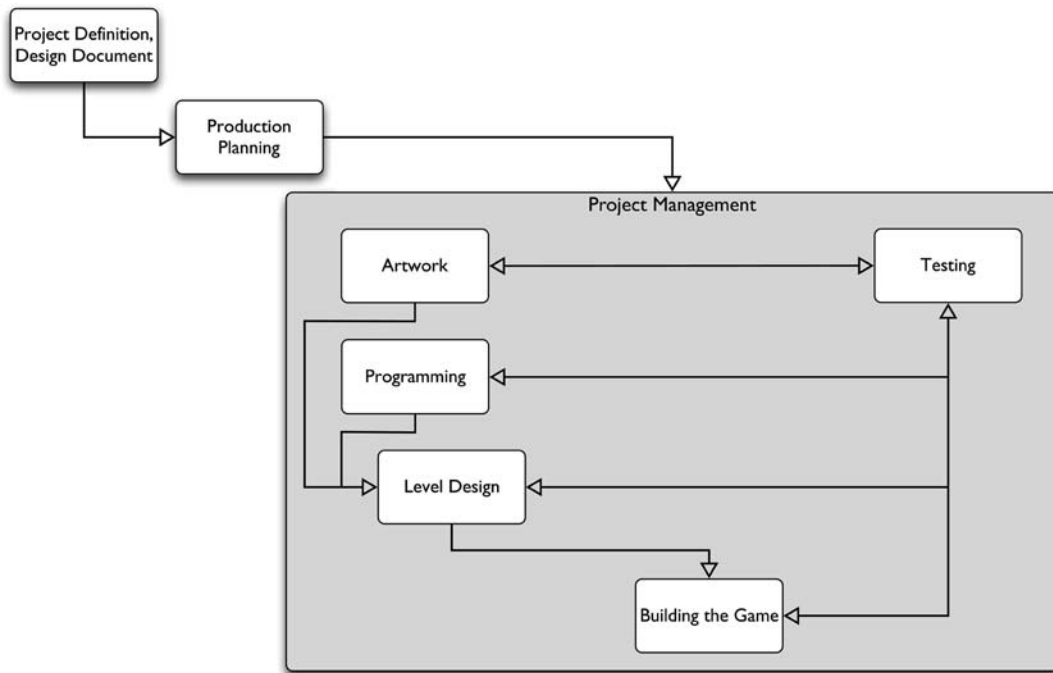 Project Definition,
Design Document
Production
Planning
Project Management
Artwork
Testing
Programming
Level Design
Building the Game